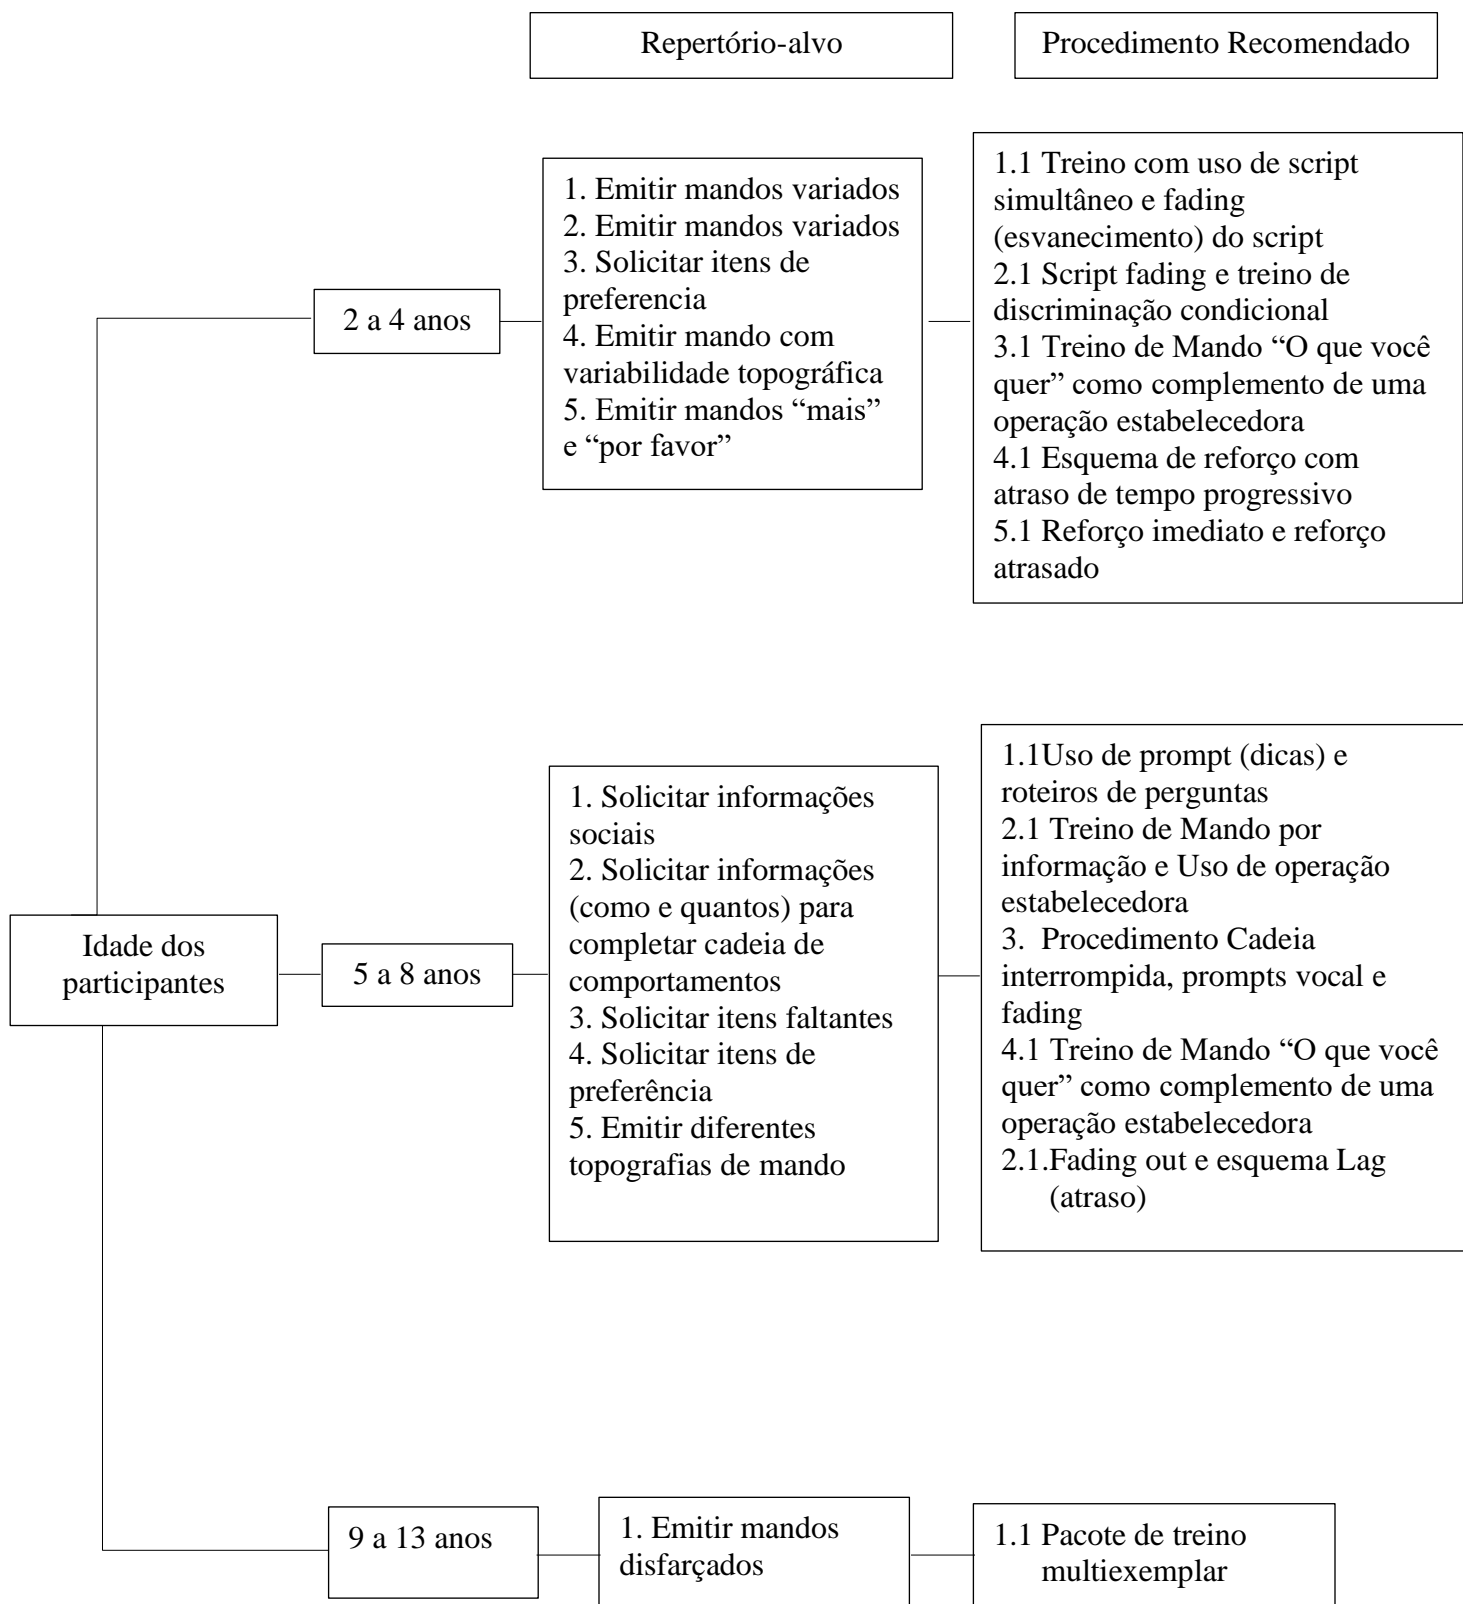 Repertório-alvo
Procedimento Recomendado
2 a 4 anos
1. Emitir mandos variados
2. Emitir mandos variados
3. Solicitar itens de
preferencia
4. Emitir mando com
variabilidade topográfica
5. Emitir mandos “mais”
e “por favor”
1.1 Treino com uso de script
simultâneo e fading
(esvanecimento) do script
2.1 Script fading e treino de
discriminação condicional
3.1 Treino de Mando “O que você
quer” como complemento de uma
operação estabelecedora
4.1 Esquema de reforço com
atraso de tempo progressivo
5.1 Reforço imediato e reforço
atrasado
Idade dos
participantes
5 a 8 anos
1. Solicitar informações
sociais
2. Solicitar informações
(como e quantos) para
completar cadeia de
comportamentos
3. Solicitar itens faltantes
4. Solicitar itens de
preferência
5. Emitir diferentes
topografias de mando
1.1Uso de prompt (dicas) e
roteiros de perguntas
2.1 Treino de Mando por
informação e Uso de operação
estabelecedora
3. Procedimento Cadeia
interrompida, prompts vocal e
fading
4.1 Treino de Mando “O que você
quer” como complemento de uma
operação estabelecedora
2.1.Fading out e esquema Lag
(atraso)
9 a 13 anos
1. Emitir mandos
disfarçados
1.1 Pacote de treino
multiexemplar